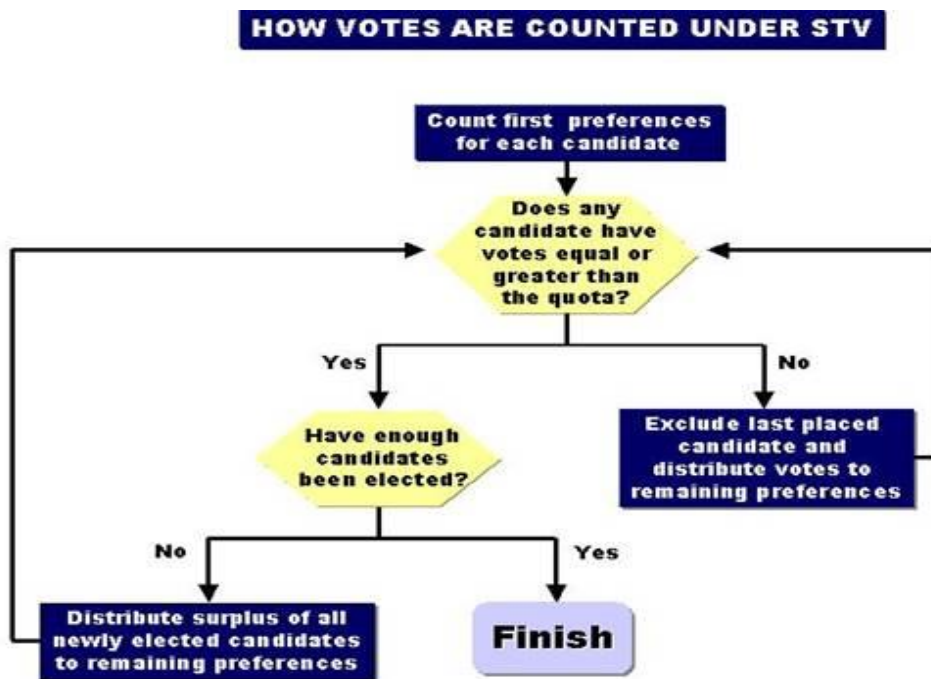 HOW VOTES ARE COUNTED UNDER STV
Count first preferences
for each candidate
Does any
candidate have
votes equal or
greater than
the quota?
Yes
No
Have enough
candidates
been elected?
Exclude last placed
candidate and
distribute votes to
remaining preferences
No
Yes
Distribute surplus of all
newly elected candidates
to remaining preferences
Finish